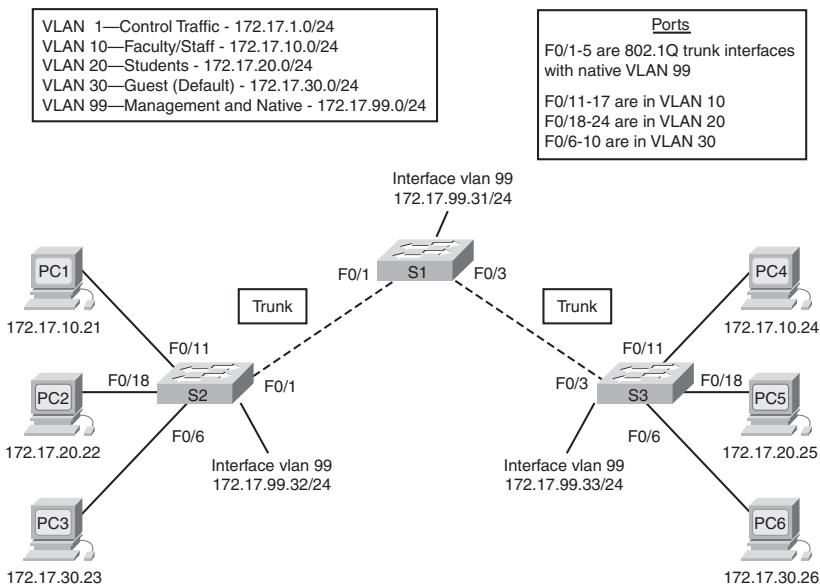 VLAN 1—Control Traffic - 172.17.1.0/24
VLAN 10—Faculty/Staff - 172.17.10.0/24
VLAN 20—Students - 172.17.20.0/24
VLAN 30—Guest (Default) - 172.17.30.0/24
VLAN 99—Management and Native - 172.17.99.0/24
Ports
F0/1-5 are 802.1Q trunk interfaces
with native VLAN 99
F0/11-17 are in VLAN 10
F0/18-24 are in VLAN 20
F0/6-10 are in VLAN 30
Interface vlan 99
172.17.99.31/24
F0/1
S1
F0/3
PC1
172.17.10.21
Trunk
Trunk
PC4
172.17.10.24
F0/11
F0/18
S2
F0/1
F0/6
PC2
172.17.20.22
F0/11
F0/3
S3
F0/18
F0/6
PC5
172.17.20.25
Interface vlan 99
172.17.99.32/24
Interface vlan 99
172.17.99.33/24
PC3
172.17.30.23
PC6
172.17.30.26